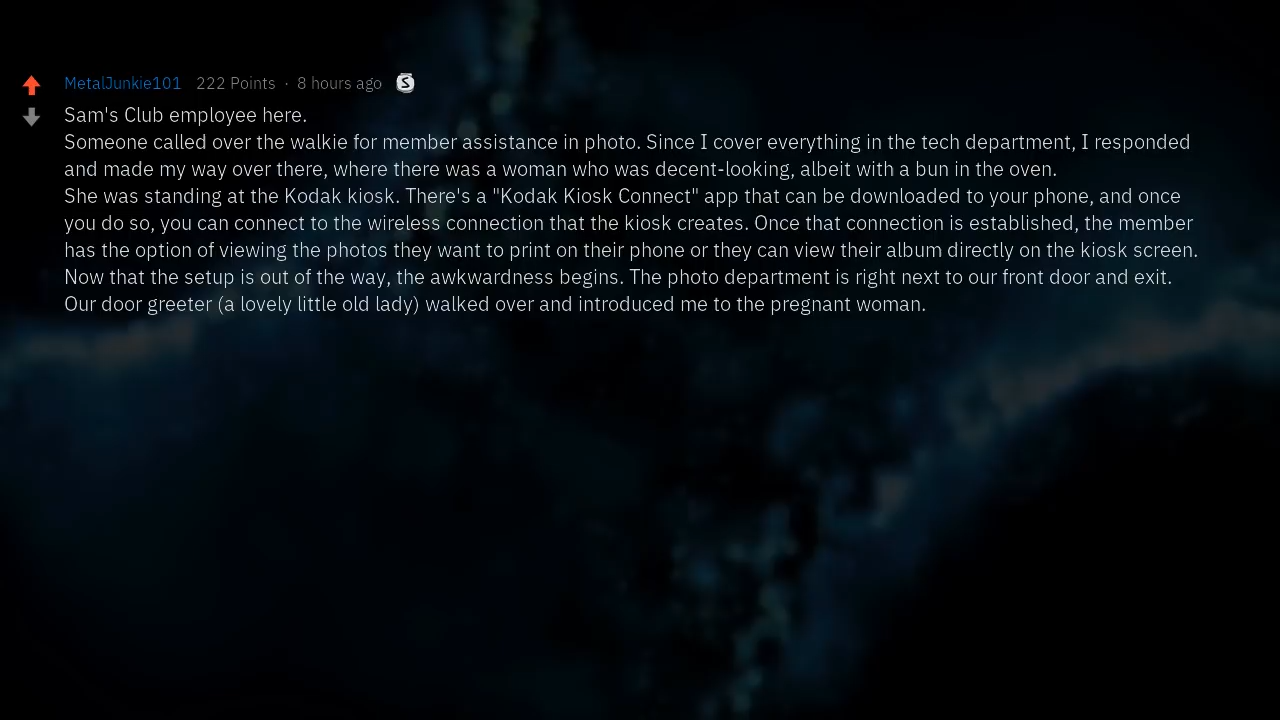 MetalJunkie101 222 Points · 8 hours ago S
Sam's Club employee here.
Someone called over the walkie for member assistance in photo. Since I cover everything in the tech department, I responded
and made my way over there, where there was a woman who was decent-looking, albeit with a bun in the oven.
She was standing at the Kodak kiosk. There's a "Kodak Kiosk Connect" app that can be downloaded to your phone, and once
you do so, you can connect to the wireless connection that the kiosk creates. Once that connection is established, the member
has the option of viewing the photos they want to print on their phone or they can view their album directly on the kiosk screen.
Now that the setup is out of the way, the awkwardness begins. The photo department is right next to our front door and exit.
Our door greeter (a lovely little old lady) walked over and introduced me to the pregnant woman.